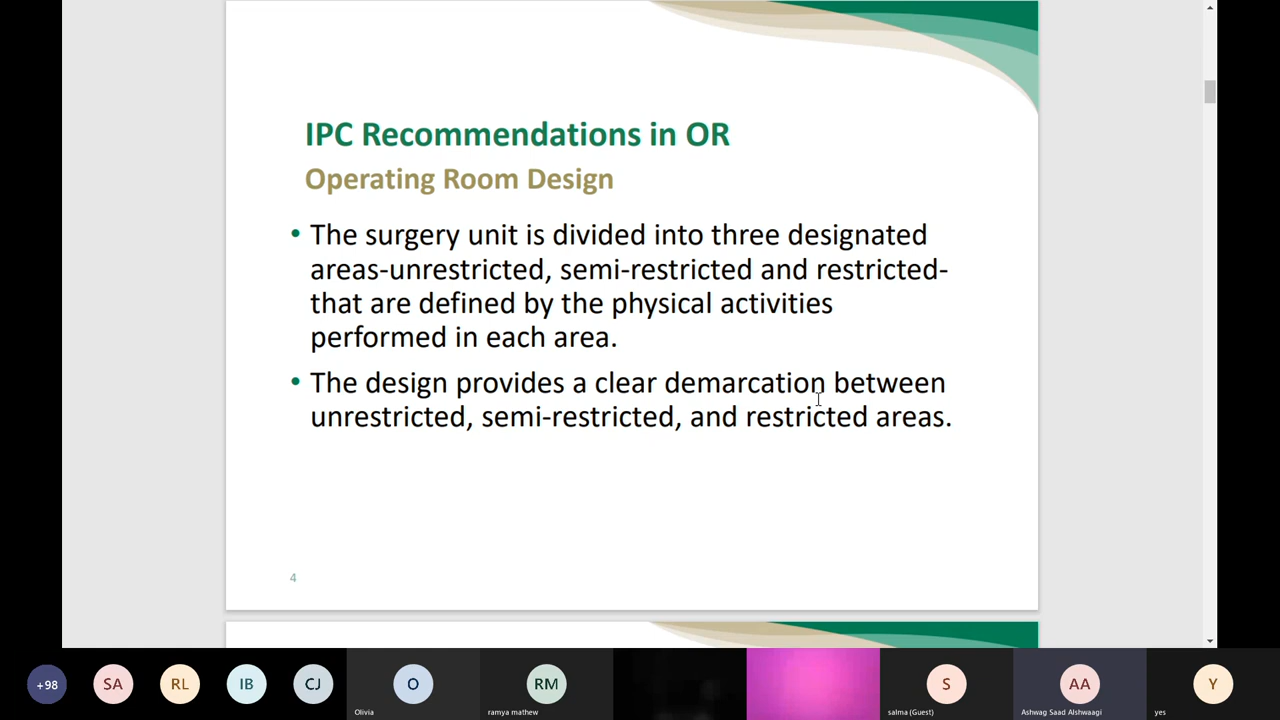 IPC Recommendations in OR
Operating Room Design
• The surgery unit is divided into three designated
areas-unrestricted, semi-restricted and restricted-
that are defined by the physical activities
performed in each area.
• The design provides a clear demarcation between
unrestricted, semi-restricted, and restricted areas.
4
+98
SA
RL
IB
CJ
O
RM
S
AA
Y
Olivia
ramya mathew
salma (Guest)
Ashwag Saad Alshwaagi
yes